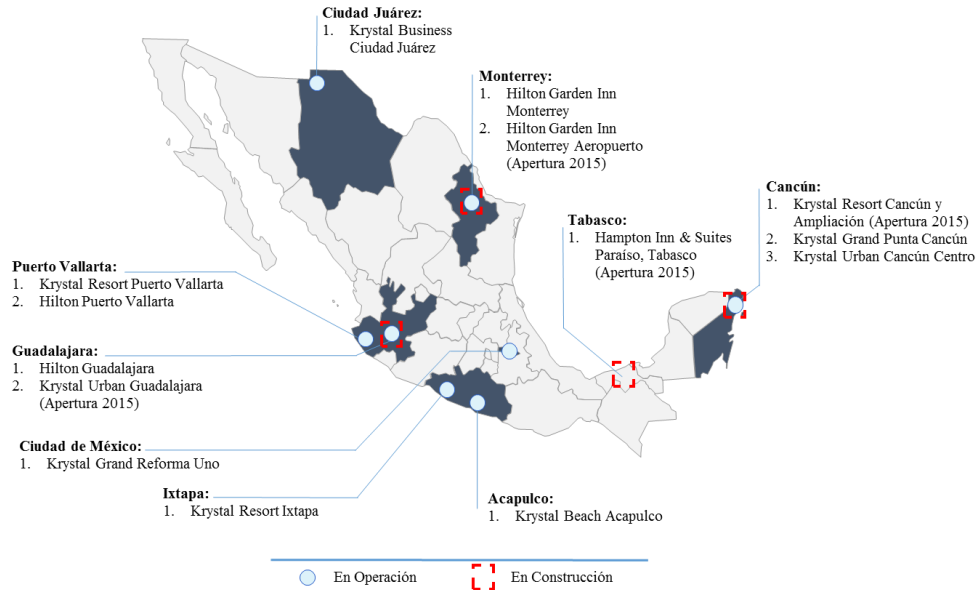 Ciudad Juárez:
1. Krystal Business
Ciudad Juárez
Monterrey:
1. Hilton Garden Inn
Monterrey
2. Hilton Garden Inn
Monterrey Aeropuerto
(Apertura 2015)
Cancún:
1. Krystal Resort Cancún y
Ampliación (Apertura 2015)
2. Krystal Grand Punta Cancún
3. Krystal Urban Cancún Centro
Tabasco:
1. Hampton Inn & Suites
Paraíso, Tabasco
(Apertura 2015)
Puerto Vallarta:
1. Krystal Resort Puerto Vallarta
2. Hilton Puerto Vallarta
Guadalajara:
1. Hilton Guadalajara
2. Krystal Urban Guadalajara
(Apertura 2015)
Ciudad de México:
1. Krystal Grand Reforma Uno
Ixtapa:
1. Krystal Resort Ixtapa
Acapulco:
1. Krystal Beach Acapulco
En Operación
En Construcción